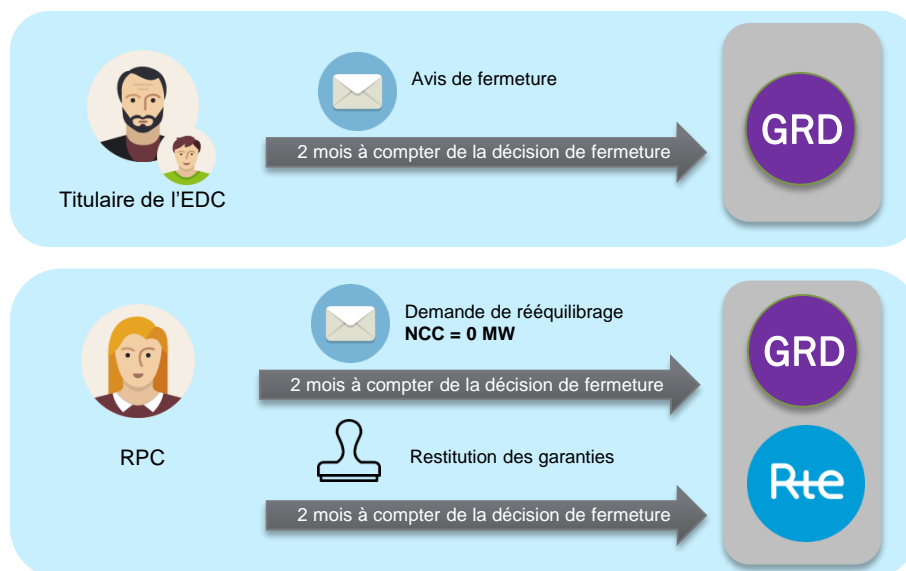 Avis de fermeture
2 mois à compter de la décision de fermeture
GRD
Titulaire de l'EDC
Demande de rééquilibrage
NCC = 0 MW
2 mois à compter de la décision de fermeture
GRD
RPC
Restitution des garanties
2 mois à compter de la décision de fermeture
Rte